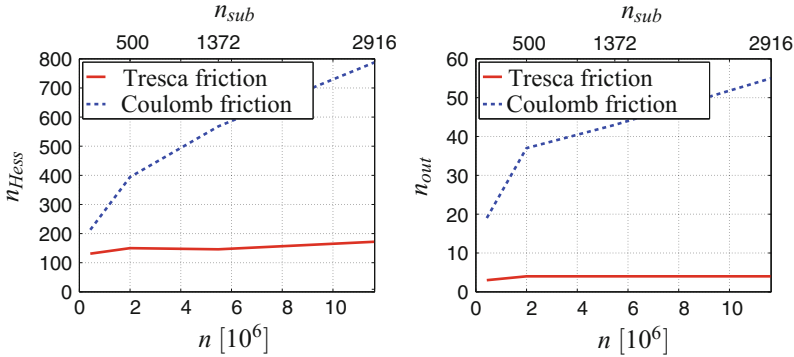 n_sub
500 1372 2916
800
700
600
500
400
300
200
100
0
n_Hess
Tresca friction
Coulomb friction
0 2 4 6 8 10
n [10^6]
n_sub
500 1372 2916
60
50
40
30
20
10
0
n_out
Tresca friction
Coulomb friction
0 2 4 6 8 10
n [10^6]